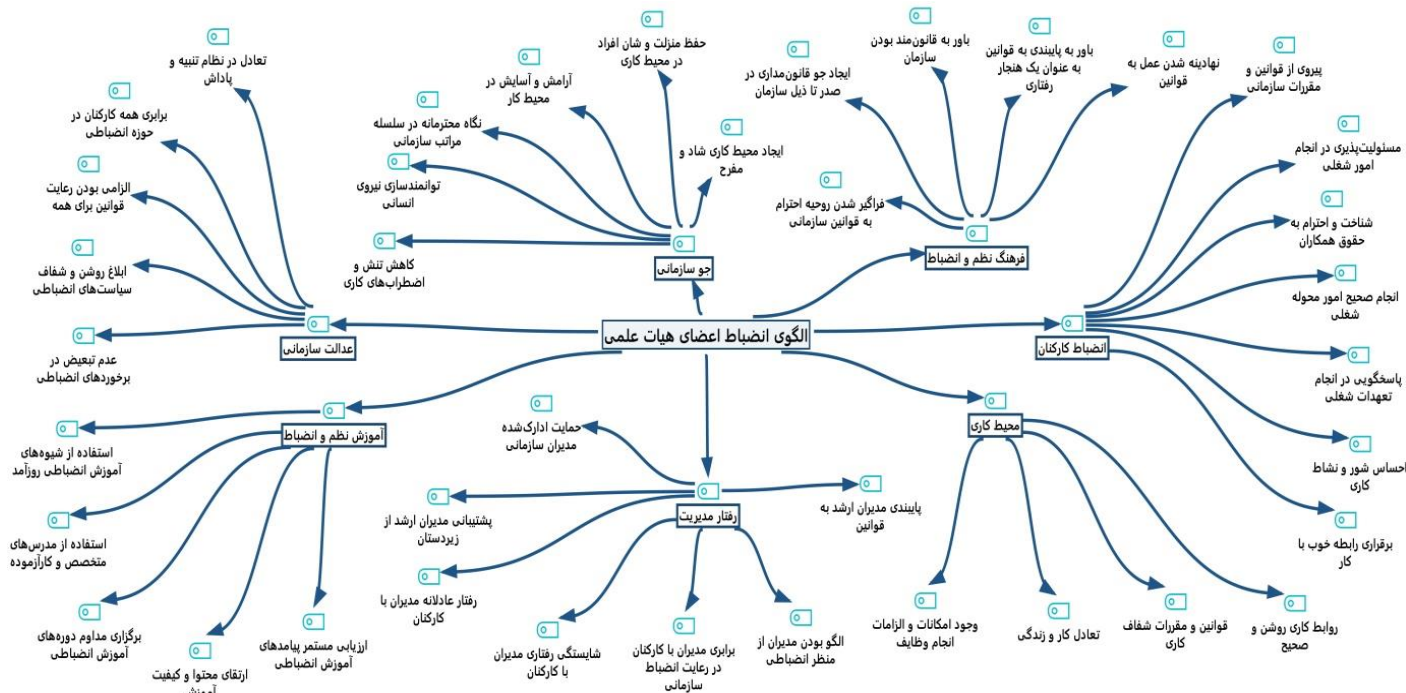 الگوی انضباط اعضای هیات علمی
فرهنگ نظم و انضباط
نهادینه شدن عمل به
قوانین
باور به پایبندی به قوانین
به عنوان یک هنجار
رفتاری
باور به قانون‌مند بودن
سازمان
ایجاد جو قانون‌مداری در
صدر تا ذیل سازمان
فراگیر شدن روحیه احترام
به قوانین سازمانی
انضباط کارکنان
پیروی از قوانین و
مقررات سازمانی
مسئولیت‌پذیری در انجام
امور شغلی
شناخت و احترام به
حقوق همکاران
انجام صحیح امور محوله
شغلی
پاسخگویی در انجام
تعهدات شغلی
احساس شور و نشاط
کاری
برقراری رابطه خوب با
کار
محیط کاری
روابط کاری روشن و
صحیح
قوانین و مقررات شفاف
کاری
تعادل کار و زندگی
وجود امکانات و الزامات
انجام وظایف
رفتار مدیریت
پایبندی مدیران ارشد به
قوانین
الگو بودن مدیران از
منظر انضباطی
برابری مدیران با کارکنان
در رعایت انضباط
سازمانی
شایستگی رفتاری مدیران
با کارکنان
رفتار عادلانه مدیران با
کارکنان
پشتیبانی مدیران ارشد از
زیردستان
حمایت ادارک‌شده
مدیران سازمانی
آموزش نظم و انضباط
ارزیابی مستمر پیامدهای
آموزش انضباطی
ارتقای محتوا و کیفیت
آموزشی
برگزاری مداوم دوره‌های
آموزش انضباطی
استفاده از مدرس‌های
متخصص و کارآزموده
استفاده از شیوه‌های
آموزش انضباطی روزآمد
عدالت سازمانی
عدم تبعیض در
برخوردهای انضباطی
ابلاغ روشن و شفاف
سیاست‌های انضباطی
الزامی بودن رعایت
قوانین برای همه
برابری همه کارکنان در
حوزه انضباطی
تعادل در نظام تنبیه و
پاداش
جو سازمانی
کاهش تنش و
اضطراب‌های کاری
توانمندسازی نیروی
انسانی
نگاه محترمانه در سلسله
مراتب سازمانی
آرامش و آسایش در
محیط کار
حفظ منزلت و شان افراد
در محیط کاری
ایجاد محیط کاری شاد و
مفرح